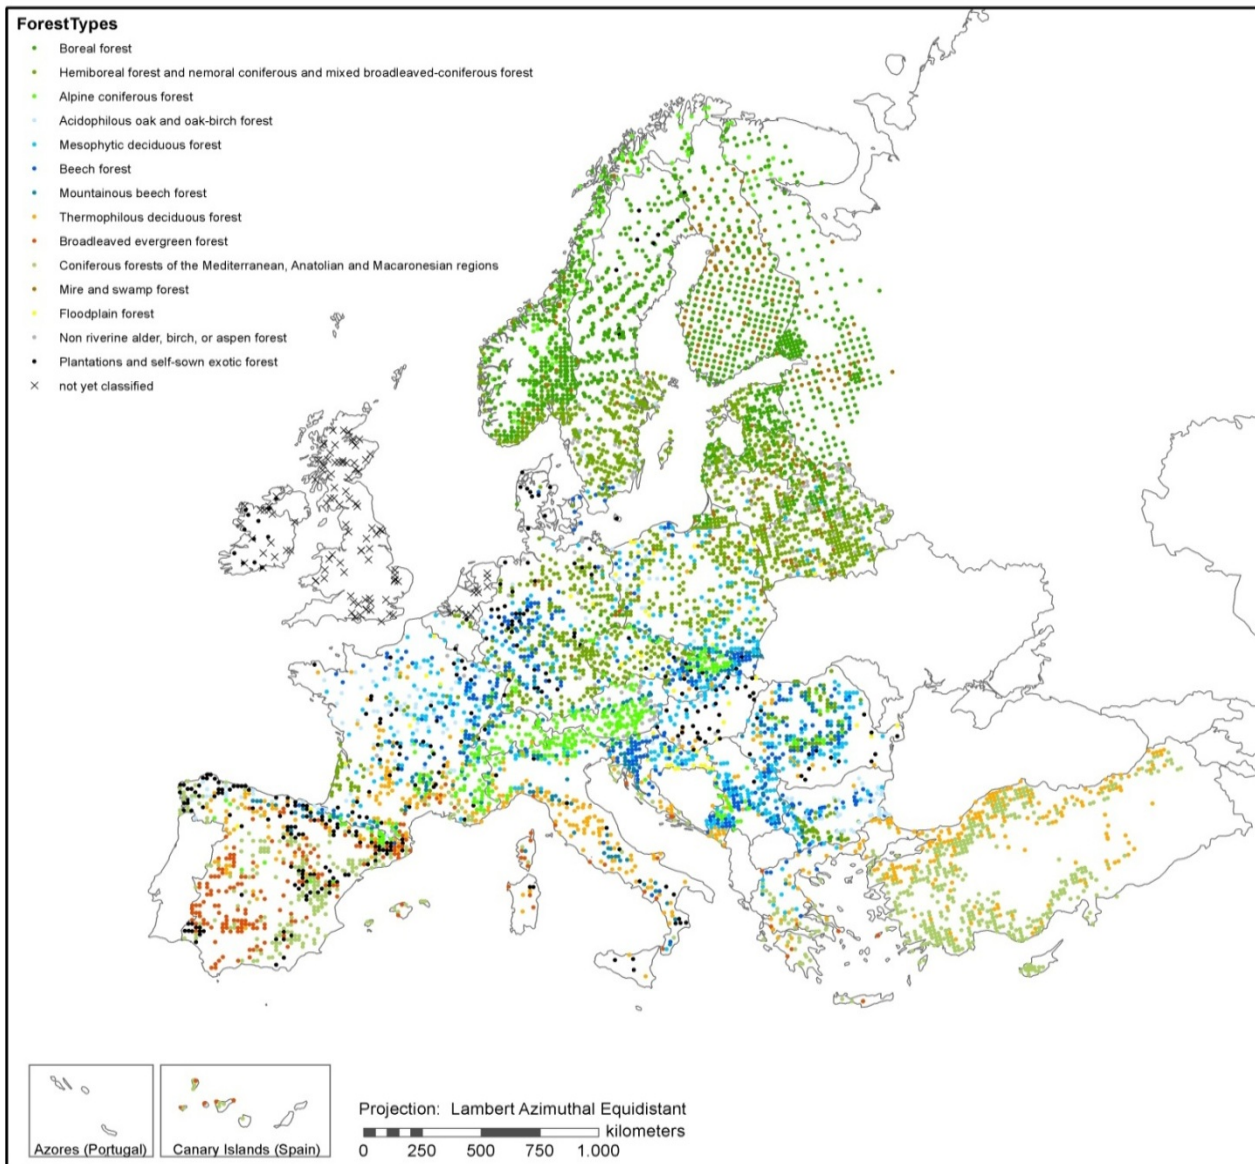 ForestTypes
Boreal forest
Hemiboreal forest and nemoral coniferous and mixed broadleaved-coniferous forest
Alpine coniferous forest
Acidophilous oak and oak-birch forest
Mesophytic deciduous forest
Beech forest
Mountainous beech forest
Thermophilous deciduous forest
Broadleaved evergreen forest
Coniferous forests of the Mediterranean, Anatolian and Macaronesian regions
Mire and swamp forest
Floodplain forest
Non riverine alder, birch, or aspen forest
Plantations and self-sown exotic forest
not yet classified
Azores (Portugal)
Canary Islands (Spain)
Projection: Lambert Azimuthal Equidistant
kilometers
0 250 500 750 1.000